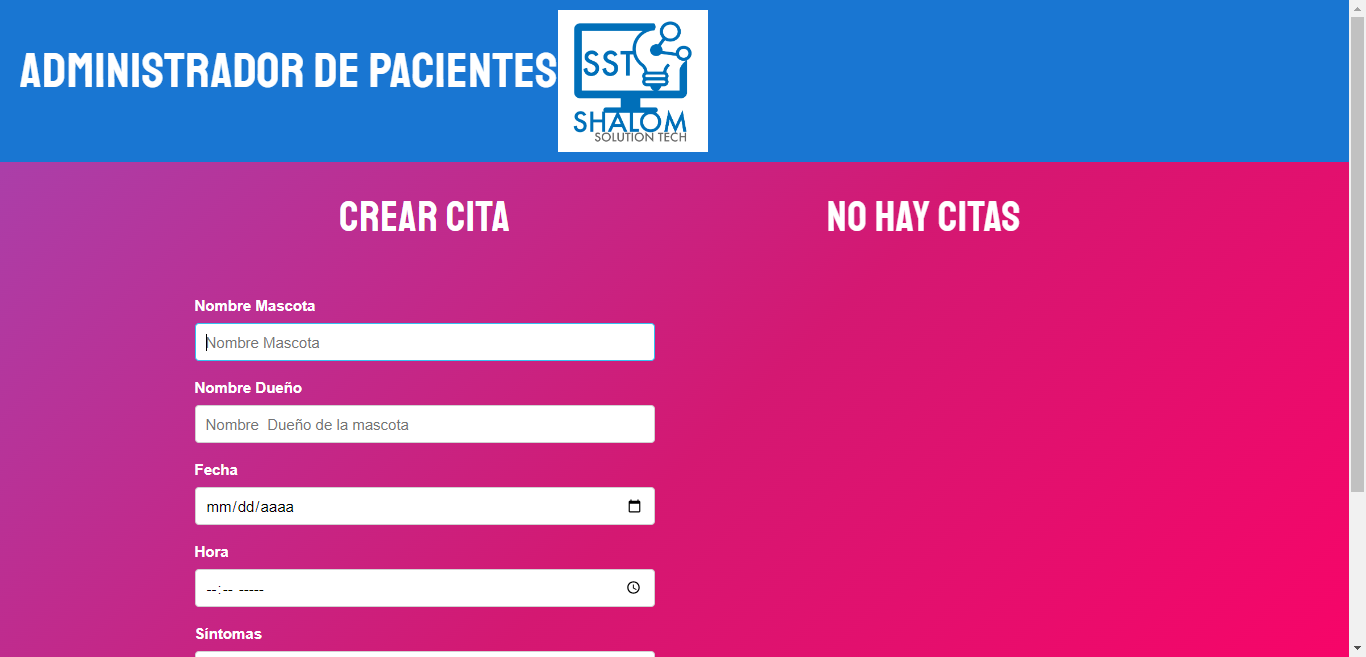 ADMINISTRADOR DE PACIENTES
SST
SHALOM
SOLUTION TECH
CREAR CITA
NO HAY CITAS
Nombre Mascota
Nombre Mascota
Nombre Dueño
Nombre  Dueño de la mascota
Fecha
mm/dd/aaaa
Hora
--:-- -----
Síntomas